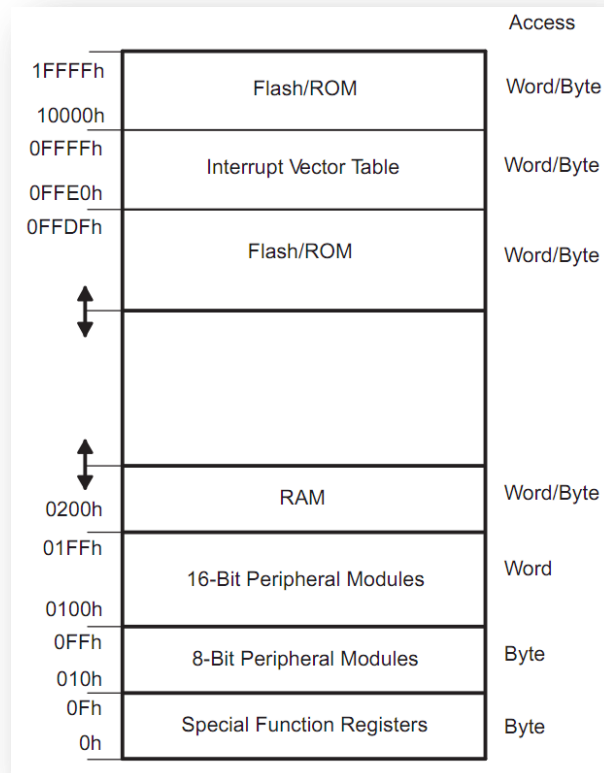 Access
1FFFFh
Flash/ROM
Word/Byte
10000h
0FFFFh
Interrupt Vector Table
Word/Byte
0FFE0h
0FFDFh
Flash/ROM
Word/Byte
RAM
Word/Byte
0200h
01FFh
16-Bit Peripheral Modules
Word
0100h
0FFh
8-Bit Peripheral Modules
Byte
010h
0Fh
Special Function Registers
Byte
0h